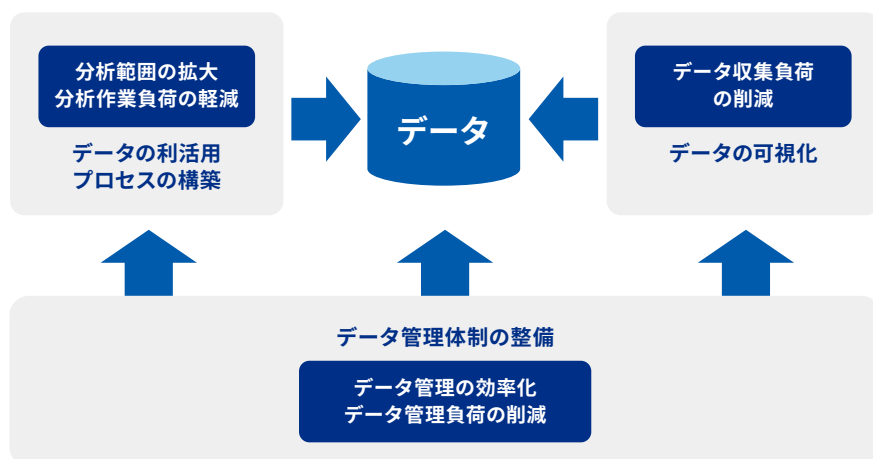 分析範囲の拡大
分析作業負荷の軽減
データの利活用
プロセスの構築
データ
データ収集負荷
の削減
データの可視化
データ管理体制の整備
データ管理の効率化
データ管理負荷の削減